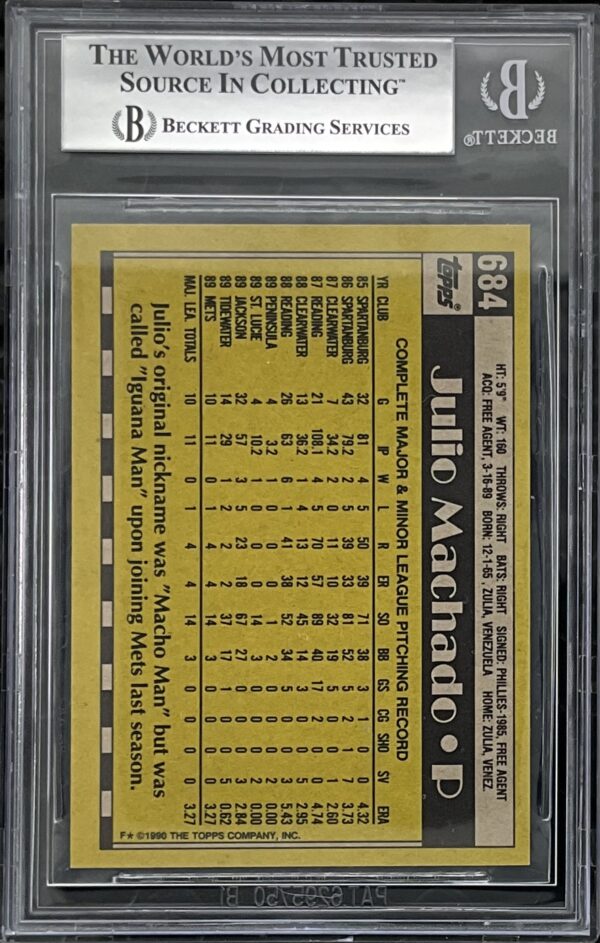 THE WORLD'S MOST TRUSTED
SOURCE IN COLLECTING™
B BECKETT GRADING SERVICES
B
BECKETT®
684
topps®
HT: 5'9" WT: 160 THROWS: RIGHT BATS: RIGHT SIGNED: PHILLIES-1985, FREE AGENT
ACQ: FREE AGENT, 3-16-89 BORN: 12-1-65, ZULIA, VENEZUELA HOME: ZULIA, VENEZ.
Julio Machado • P
COMPLETE MAJOR & MINOR LEAGUE PITCHING RECORD
YR CLUB G IP W L R ER SO BB GS CG SHO SV ERA
85 SPARTANBURG 32 81 4 5 50 39 71 38 3 1 0 0 4.32
86 SPARTANBURG 43 79.2 2 5 39 33 81 52 5 2 1 7 3.73
87 CLEARWATER 7 34.2 2 0 11 10 32 19 5 0 0 1 2.60
87 READING 21 108.1 4 5 70 57 89 40 17 2 0 0 4.74
88 CLEARWATER 13 36.2 1 4 13 12 45 14 3 0 0 5 2.95
88 READING 26 63 6 1 41 38 52 34 5 0 0 3 5.43
89 PENINSULA 4 3.2 0 0 0 0 1 2 0 0 0 0 0.00
89 ST. LUCIE 4 10.2 0 0 0 0 14 3 0 0 0 2 0.00
89 JACKSON 32 57 3 5 23 18 67 27 0 0 0 3 2.84
89 TIDEWATER 14 29 1 2 4 2 37 17 1 0 0 5 0.62
89 METS 10 11 0 1 4 4 14 3 0 0 0 0 3.27
MAJ. LEA. TOTALS 10 11 0 1 4 4 14 3 0 0 0 0 3.27
Julio's original nickname was "Macho Man" but was
called "Iguana Man" upon joining Mets last season.
F★ ©1990 THE TOPPS COMPANY, INC.